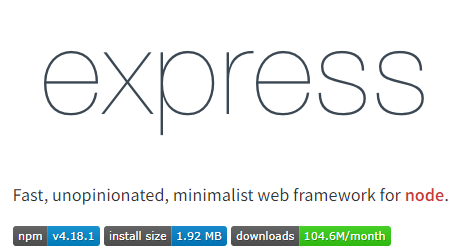 express
Fast, unopinionated, minimalist web framework for node.
npm v4.18.1 install size 1.92 MB downloads 104.6M/month